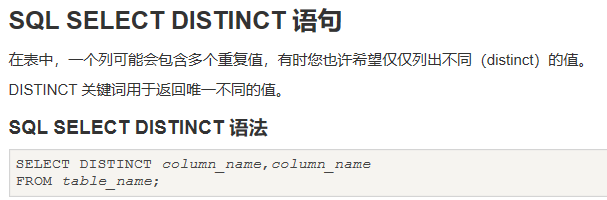 SQL SELECT DISTINCT 语句
在表中，一个列可能会包含多个重复值，有时您也许希望仅仅列出不同（distinct）的值。
DISTINCT 关键词用于返回唯一不同的值。
SQL SELECT DISTINCT 语法
SELECT DISTINCT column_name,column_name
FROM table_name;